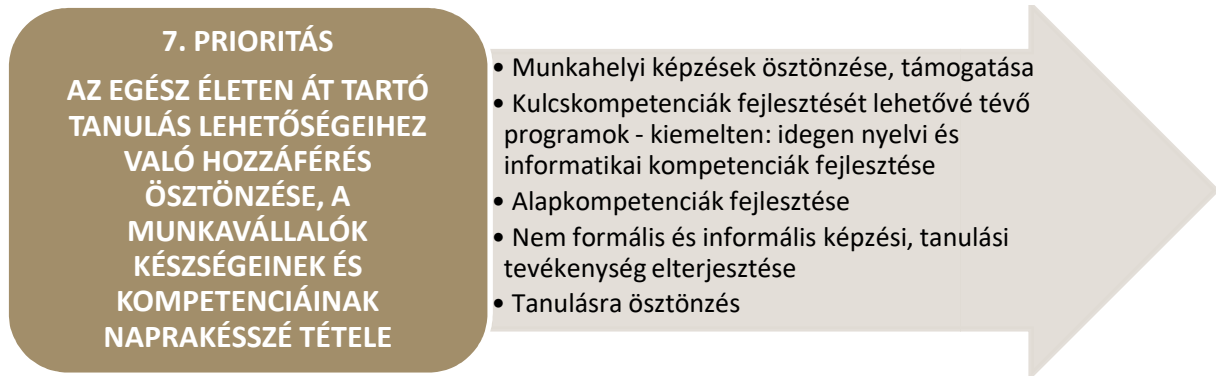 7. PRIORITÁS
AZ EGÉSZ ÉLETEN ÁT TARTÓ
TANULÁS LEHETŐSÉGEIHEZ
VALÓ HOZZÁFÉRÉS
ÖSZTÖNZÉSE, A
MUNKAVÁLLALÓK
KÉSZSÉGEINEK ÉS
KOMPETENCIÁINAK
NAPRAKÉSSZÉ TÉTELE
• Munkahelyi képzések ösztönzése, támogatása
• Kulcskompetenciák fejlesztését lehetővé tévő
programok - kiemelten: idegen nyelvi és
informatikai kompetenciák fejlesztése
• Alapkompetenciák fejlesztése
• Nem formális és informális képzési, tanulási
tevékenység elterjesztése
• Tanulásra ösztönzés